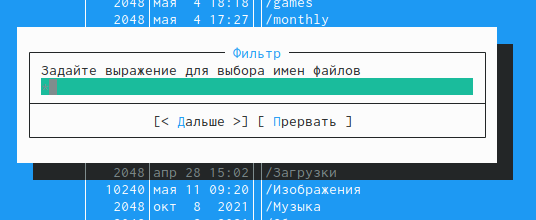 2048 мая 4 18:18 /games
2048 мая 4 17:27 /monthly
Фильтр
Задайте выражение для выбора имен файлов
[< Дальше >] [ Прервать ]
2048 апр 28 15:02 /Загрузки
10240 мая 11 09:20 /Изображения
2048 окт 8 2021 /Музыка